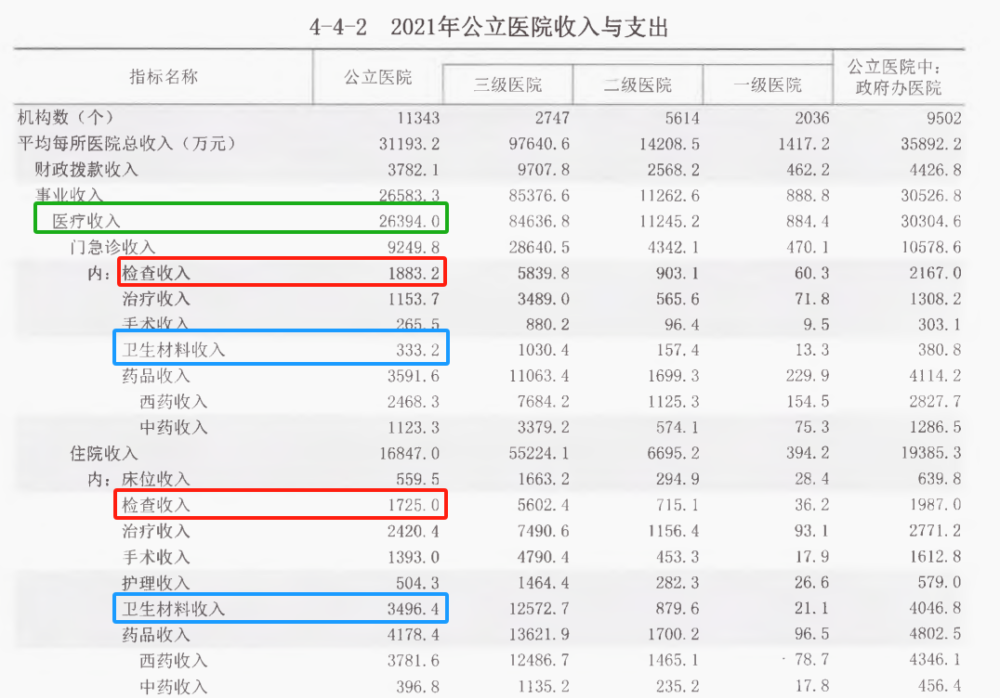 4-4-2 2021年公立医院收入与支出
指标名称 公立医院 三级医院 二级医院 一级医院 公立医院中：
政府办医院
机构数（个） 11343 2747 5614 2036 9502
平均每所医院总收入（万元） 31193.2 97640.6 14208.5 1417.2 35892.2
财政拨款收入 3782.1 9707.8 2568.2 462.2 4426.8
事业收入 26583.3 85376.6 11262.6 888.8 30526.8
医疗收入 26394.0 84636.8 11245.2 884.4 30304.6
门急诊收入 9249.8 28640.5 4342.1 470.1 10578.6
内：检查收入 1883.2 5839.8 903.1 60.3 2167.0
治疗收入 1153.7 3489.0 565.6 71.8 1308.2
手术收入 265.5 880.2 96.4 9.5 303.1
卫生材料收入 333.2 1030.4 157.4 13.3 380.8
药品收入 3591.6 11063.4 1699.3 229.9 4114.2
西药收入 2468.3 7684.2 1125.3 154.5 2827.7
中药收入 1123.3 3379.2 574.1 75.3 1286.5
住院收入 16847.0 55224.1 6695.2 394.2 19385.3
内：床位收入 559.5 1663.2 294.9 28.4 639.8
检查收入 1725.0 5602.4 715.1 36.2 1987.0
治疗收入 2420.4 7490.6 1156.4 93.1 2771.2
手术收入 1393.0 4790.4 453.3 17.9 1612.8
护理收入 504.3 1464.4 282.3 26.6 579.0
卫生材料收入 3496.4 12572.7 879.6 21.1 4046.8
药品收入 4178.4 13621.9 1700.2 96.5 4802.5
西药收入 3781.6 12486.7 1465.1 78.7 4346.1
中药收入 396.8 1135.2 235.2 17.8 456.4